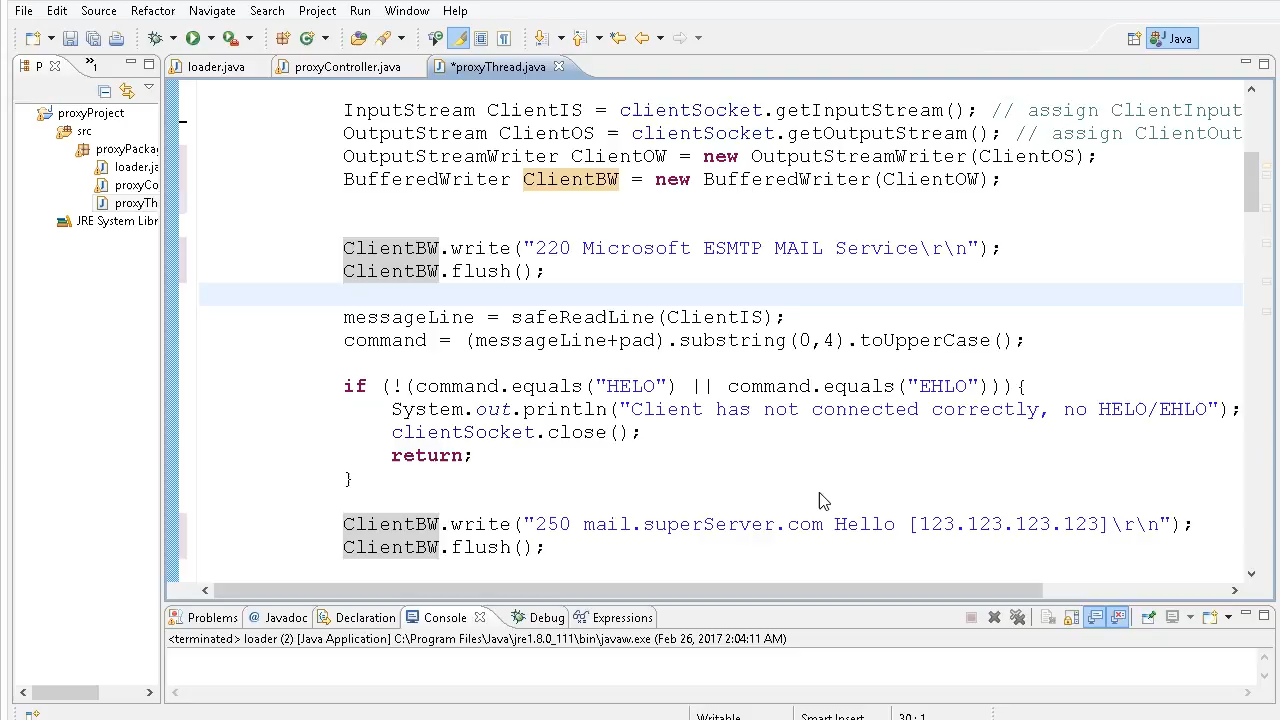 File Edit Source Refactor Navigate Search Project Run Window Help
Java
P »1
loader.java proxyController.java *proxyThread.java
proxyProject
src
proxyPacka
loader.j
proxyCo
proxyTh
JRE System Libr
InputStream ClientIS = clientSocket.getInputStream(); // assign ClientInput
OutputStream ClientOS = clientSocket.getOutputStream(); // assign ClientOut
OutputStreamWriter ClientOW = new OutputStreamWriter(ClientOS);
BufferedWriter ClientBW = new BufferedWriter(ClientOW);
ClientBW.write("220 Microsoft ESMTP MAIL Service\r\n");
ClientBW.flush();
messageLine = safeReadLine(ClientIS);
command = (messageLine+pad).substring(0,4).toUpperCase();
if (!(command.equals("HELO") || command.equals("EHLO"))){
System.out.println("Client has not connected correctly, no HELO/EHLO");
clientSocket.close();
return;
}
ClientBW.write("250 mail.superServer.com Hello [123.123.123.123]\r\n");
ClientBW.flush();
Problems Javadoc Declaration Console Debug Expressions
<terminated> loader (2) [Java Application] C:\Program Files\Java\jre1.8.0_111\bin\javaw.exe (Feb 26, 2017 2:04:11 AM)
Writable Smart Insert 30 : 1